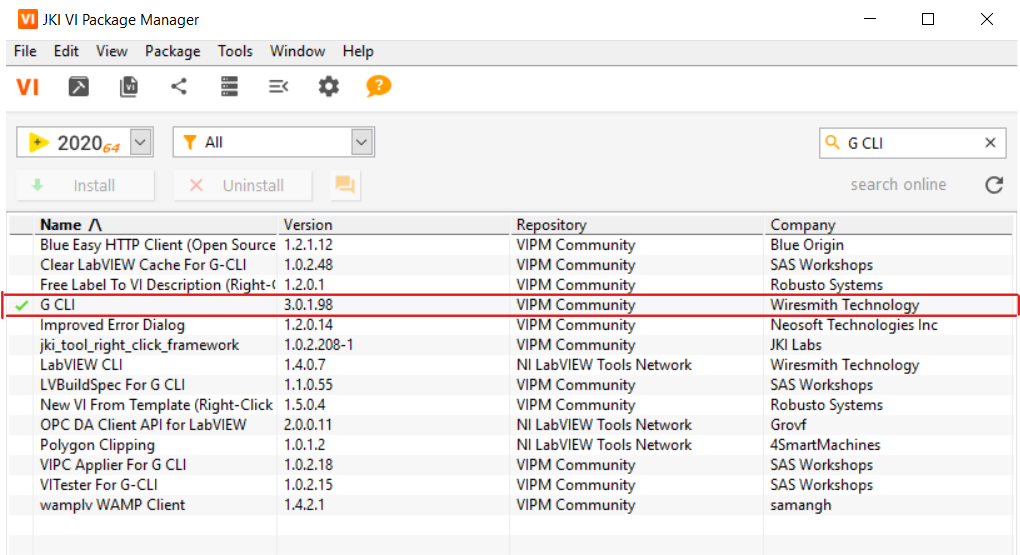 VI JKI VI Package Manager
File Edit View Package Tools Window Help
VI VI ?
2020 64 All G CLI
Install Uninstall search online
Name /\ Version Repository Company
Blue Easy HTTP Client (Open Source 1.2.1.12 VIPM Community Blue Origin
Clear LabVIEW Cache For G-CLI 1.0.2.48 VIPM Community SAS Workshops
Free Label To VI Description (Right-C 1.2.0.1 VIPM Community Robusto Systems
G CLI 3.0.1.98 VIPM Community Wiresmith Technology
Improved Error Dialog 1.2.0.14 VIPM Community Neosoft Technologies Inc
jki_tool_right_click_framework 1.0.2.208-1 VIPM Community JKI Labs
LabVIEW CLI 1.4.0.7 NI LabVIEW Tools Network Wiresmith Technology
LVBuildSpec For G CLI 1.1.0.55 VIPM Community SAS Workshops
New VI From Template (Right-Click 1.5.0.4 VIPM Community Robusto Systems
OPC DA Client API for LabVIEW 2.0.0.11 NI LabVIEW Tools Network Grovf
Polygon Clipping 1.0.1.2 NI LabVIEW Tools Network 4SmartMachines
VIPC Applier For G CLI 1.0.2.18 VIPM Community SAS Workshops
VITester For G-CLI 1.0.2.15 VIPM Community SAS Workshops
wamplv WAMP Client 1.4.2.1 VIPM Community samangh